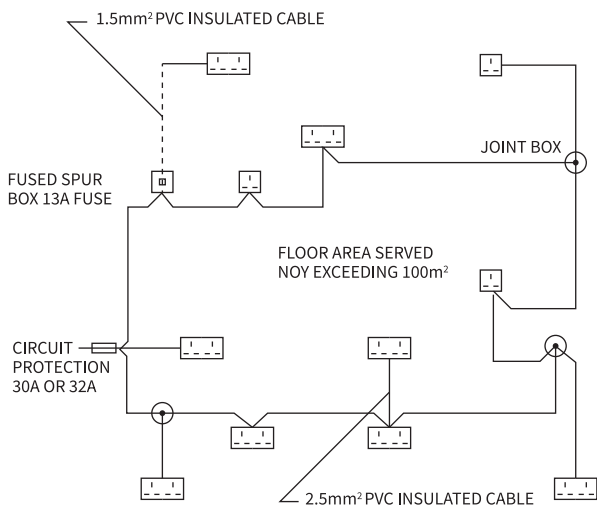 1.5mm² PVC INSULATED CABLE
JOINT BOX
FUSED SPUR
BOX 13A FUSE
FLOOR AREA SERVED
NOY EXCEEDING 100m²
CIRCUIT
PROTECTION
30A OR 32A
2.5mm² PVC INSULATED CABLE